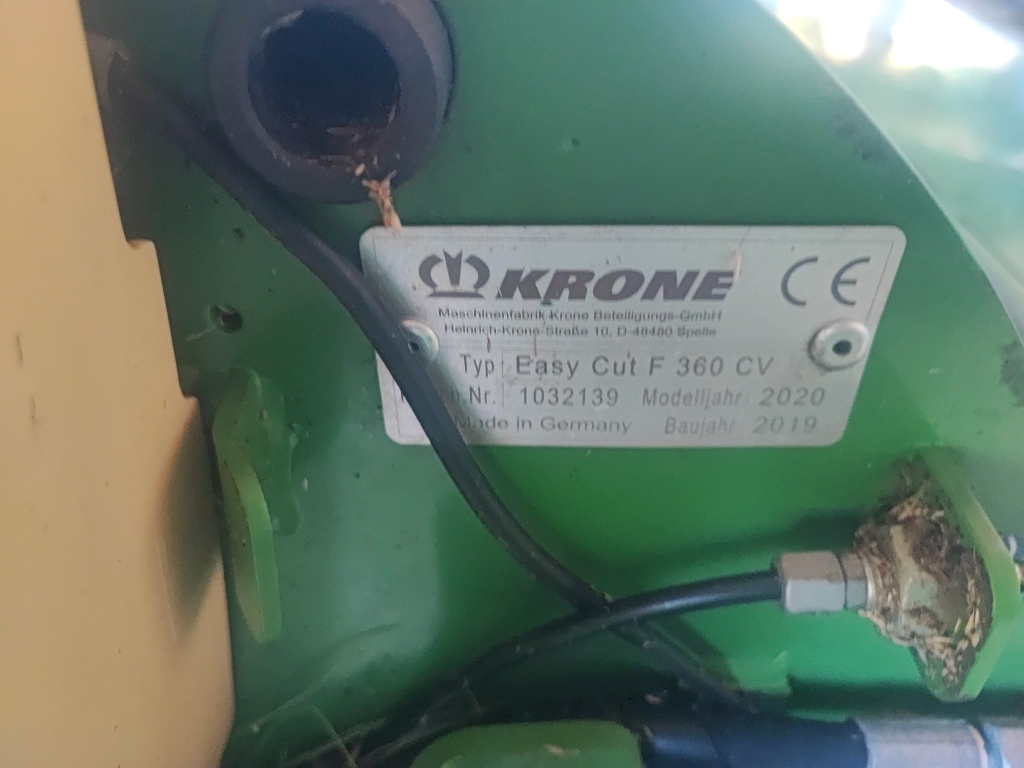 KRONE CE
Maschinenfabrik Krone Beteiligungs-GmbH
Heinrich-Krone-Straße 10, D-48480 Spelle
Typ Easy Cut F 360 CV
.Nr. 1032139 Modelljahr 2020
Made in Germany Baujahr 2019